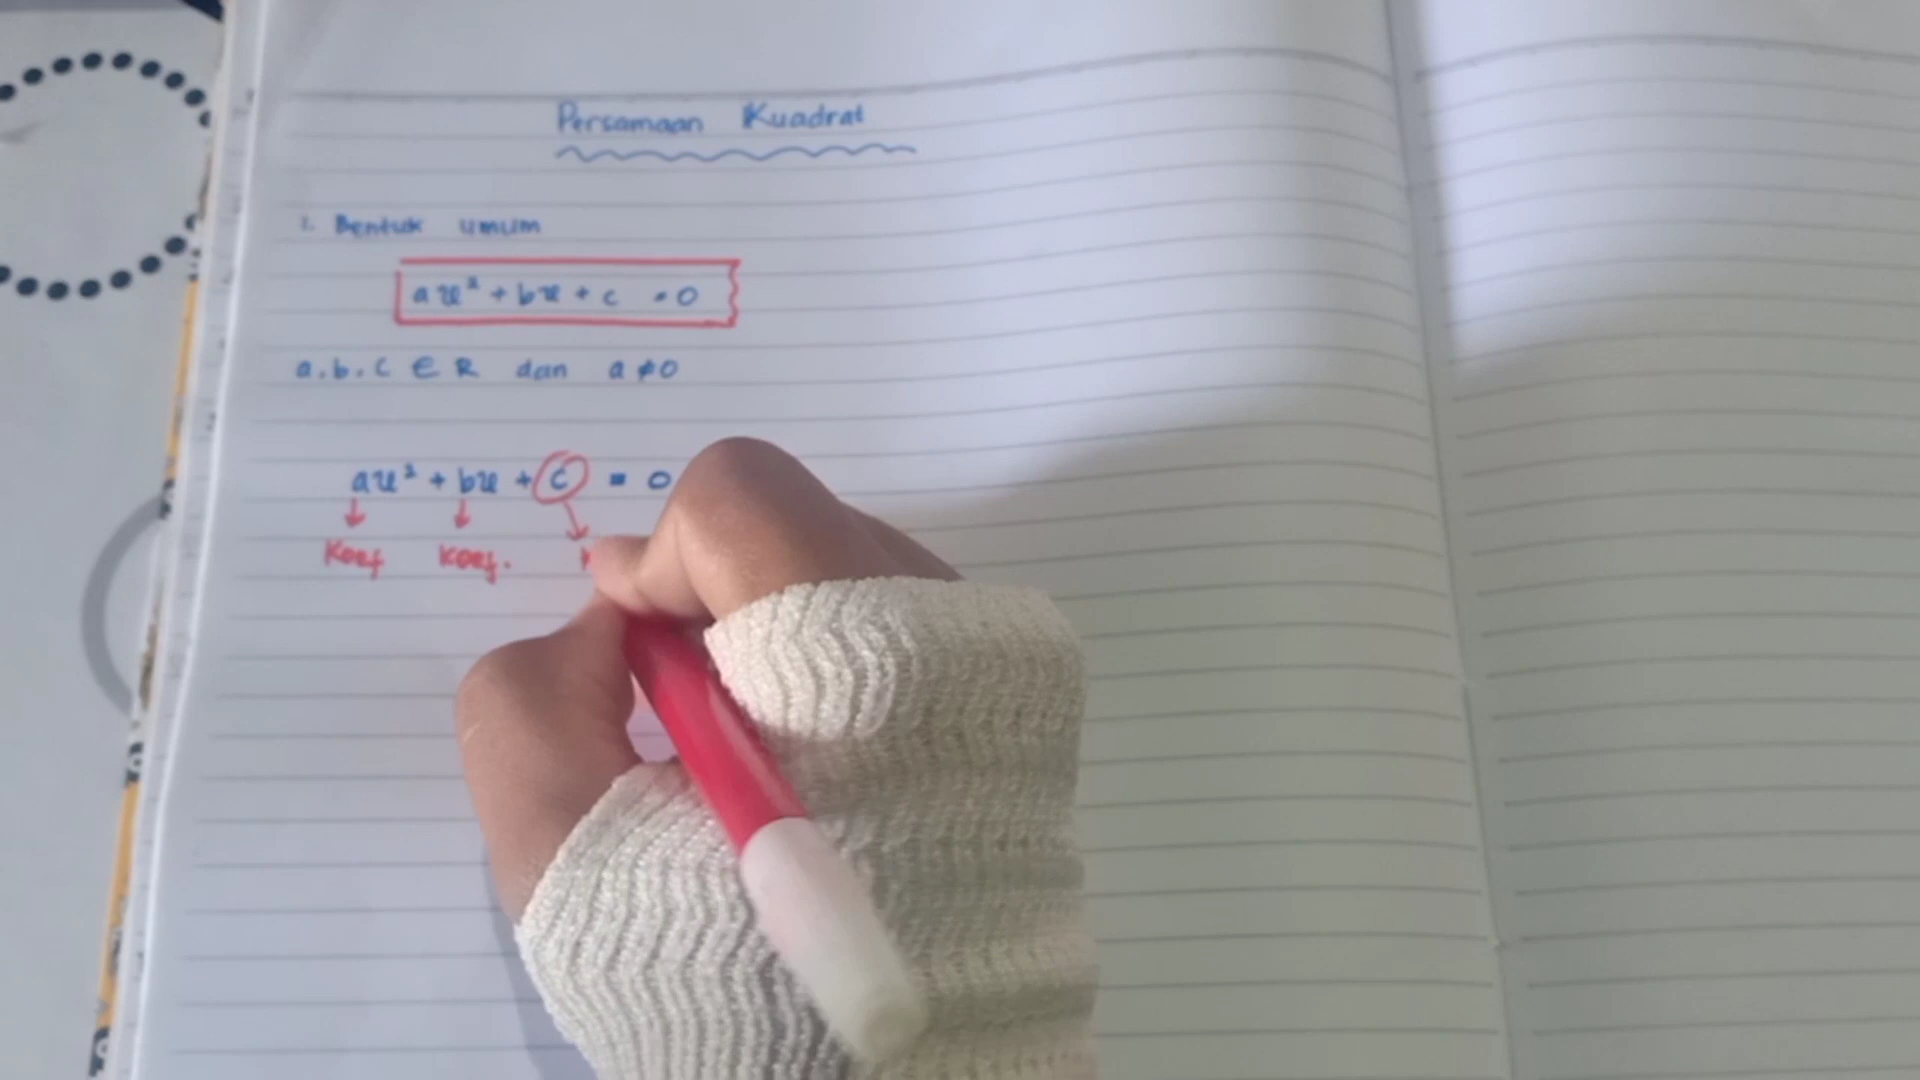 Persamaan Kuadrat
1. Bentuk umum
ax² + bx + c = 0
a.b.c ∈ R dan a ≠ 0
ax² + bx + c = 0
Koef Koef.